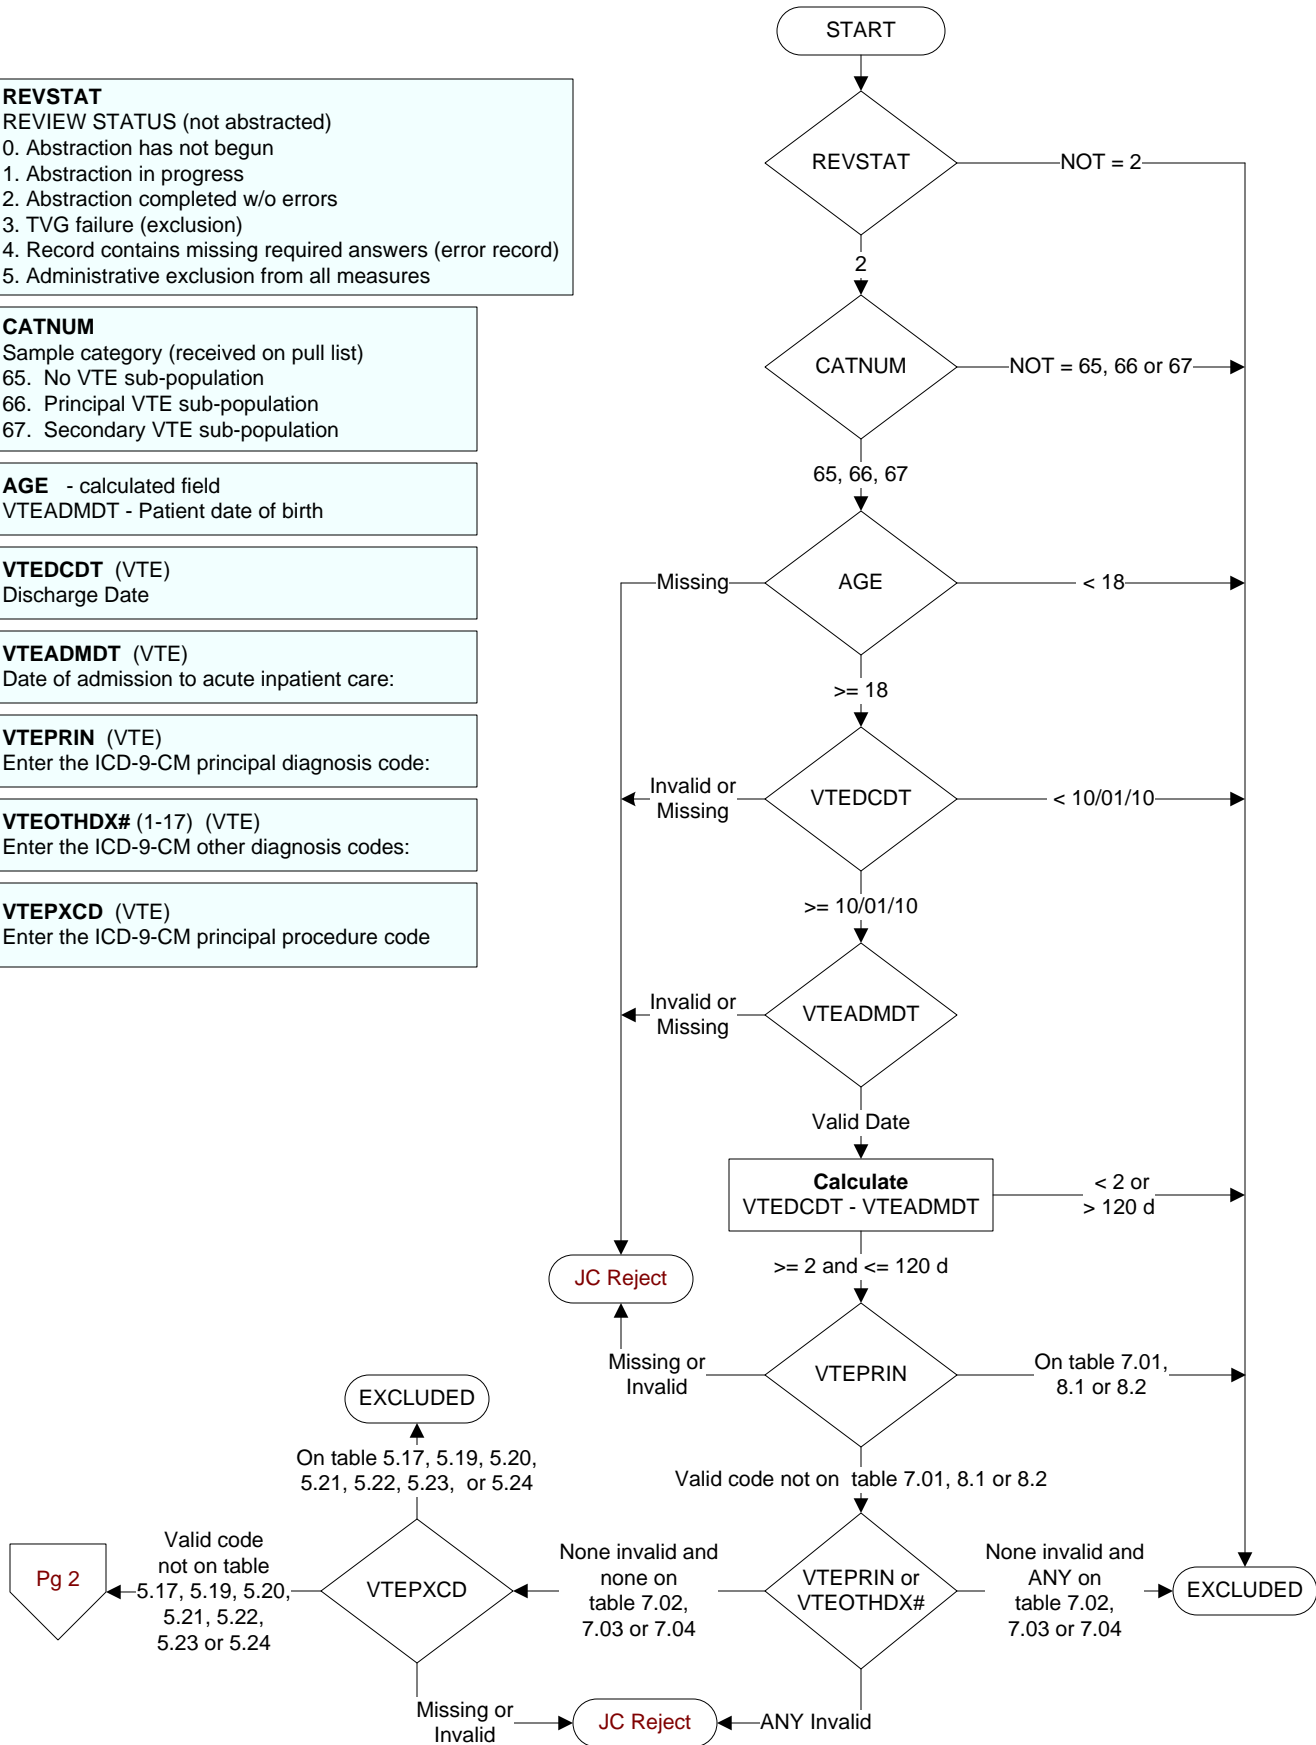 START
REVSTAT
REVIEW STATUS (not abstracted)
0. Abstraction has not begun
1. Abstraction in progress
2. Abstraction completed w/o errors
3. TVG failure (exclusion)
4. Record contains missing required answers (error record)
5. Administrative exclusion from all measures
CATNUM
Sample category (received on pull list)
65. No VTE sub-population
66. Principal VTE sub-population
67. Secondary VTE sub-population
AGE - calculated field
VTEADMDT - Patient date of birth
VTEDCDT (VTE)
Discharge Date
VTEADMDT (VTE)
Date of admission to acute inpatient care:
VTEPRIN (VTE)
Enter the ICD-9-CM principal diagnosis code:
VTEOTHDX# (1-17) (VTE)
Enter the ICD-9-CM other diagnosis codes:
VTEPXCD (VTE)
Enter the ICD-9-CM principal procedure code
REVSTAT
NOT = 2
2
CATNUM
NOT = 65, 66 or 67
65, 66, 67
Missing
AGE
< 18
>= 18
Invalid or
Missing
VTEDCDT
< 10/01/10
>= 10/01/10
Invalid or
Missing
VTEADMDT
Valid Date
Calculate
VTEDCDT - VTEADMDT
< 2 or
> 120 d
>= 2 and <= 120 d
JC Reject
Missing or
Invalid
VTEPRIN
On table 7.01,
8.1 or 8.2
Valid code not on table 7.01, 8.1 or 8.2
EXCLUDED
On table 5.17, 5.19, 5.20,
5.21, 5.22, 5.23, or 5.24
Pg 2
Valid code
not on table
5.17, 5.19, 5.20,
5.21, 5.22,
5.23 or 5.24
VTEPXCD
None invalid and
none on
table 7.02,
7.03 or 7.04
VTEPRIN or
VTEOTHDX#
None invalid and
ANY on
table 7.02,
7.03 or 7.04
EXCLUDED
Missing or
Invalid
JC Reject
ANY Invalid